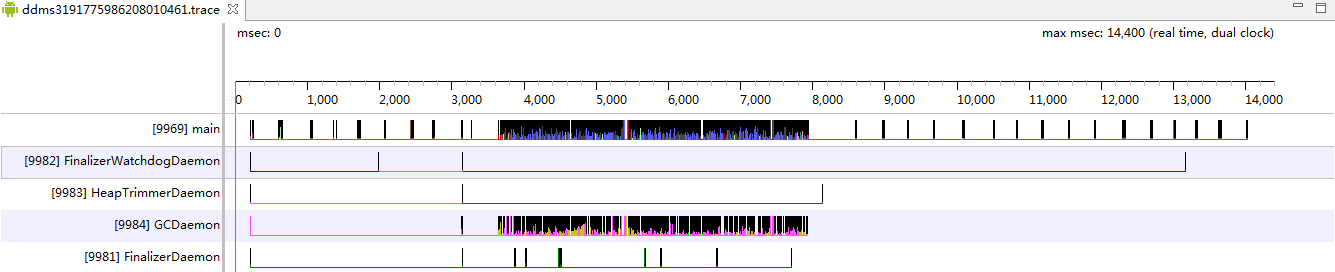 ddms3191775986208010461.trace
msec: 0 max msec: 14,400 (real time, dual clock)
0 1,000 2,000 3,000 4,000 5,000 6,000 7,000 8,000 9,000 10,000 11,000 12,000 13,000 14,000
[9969] main
[9982] FinalizerWatchdogDaemon
[9983] HeapTrimmerDaemon
[9984] GCDaemon
[9981] FinalizerDaemon